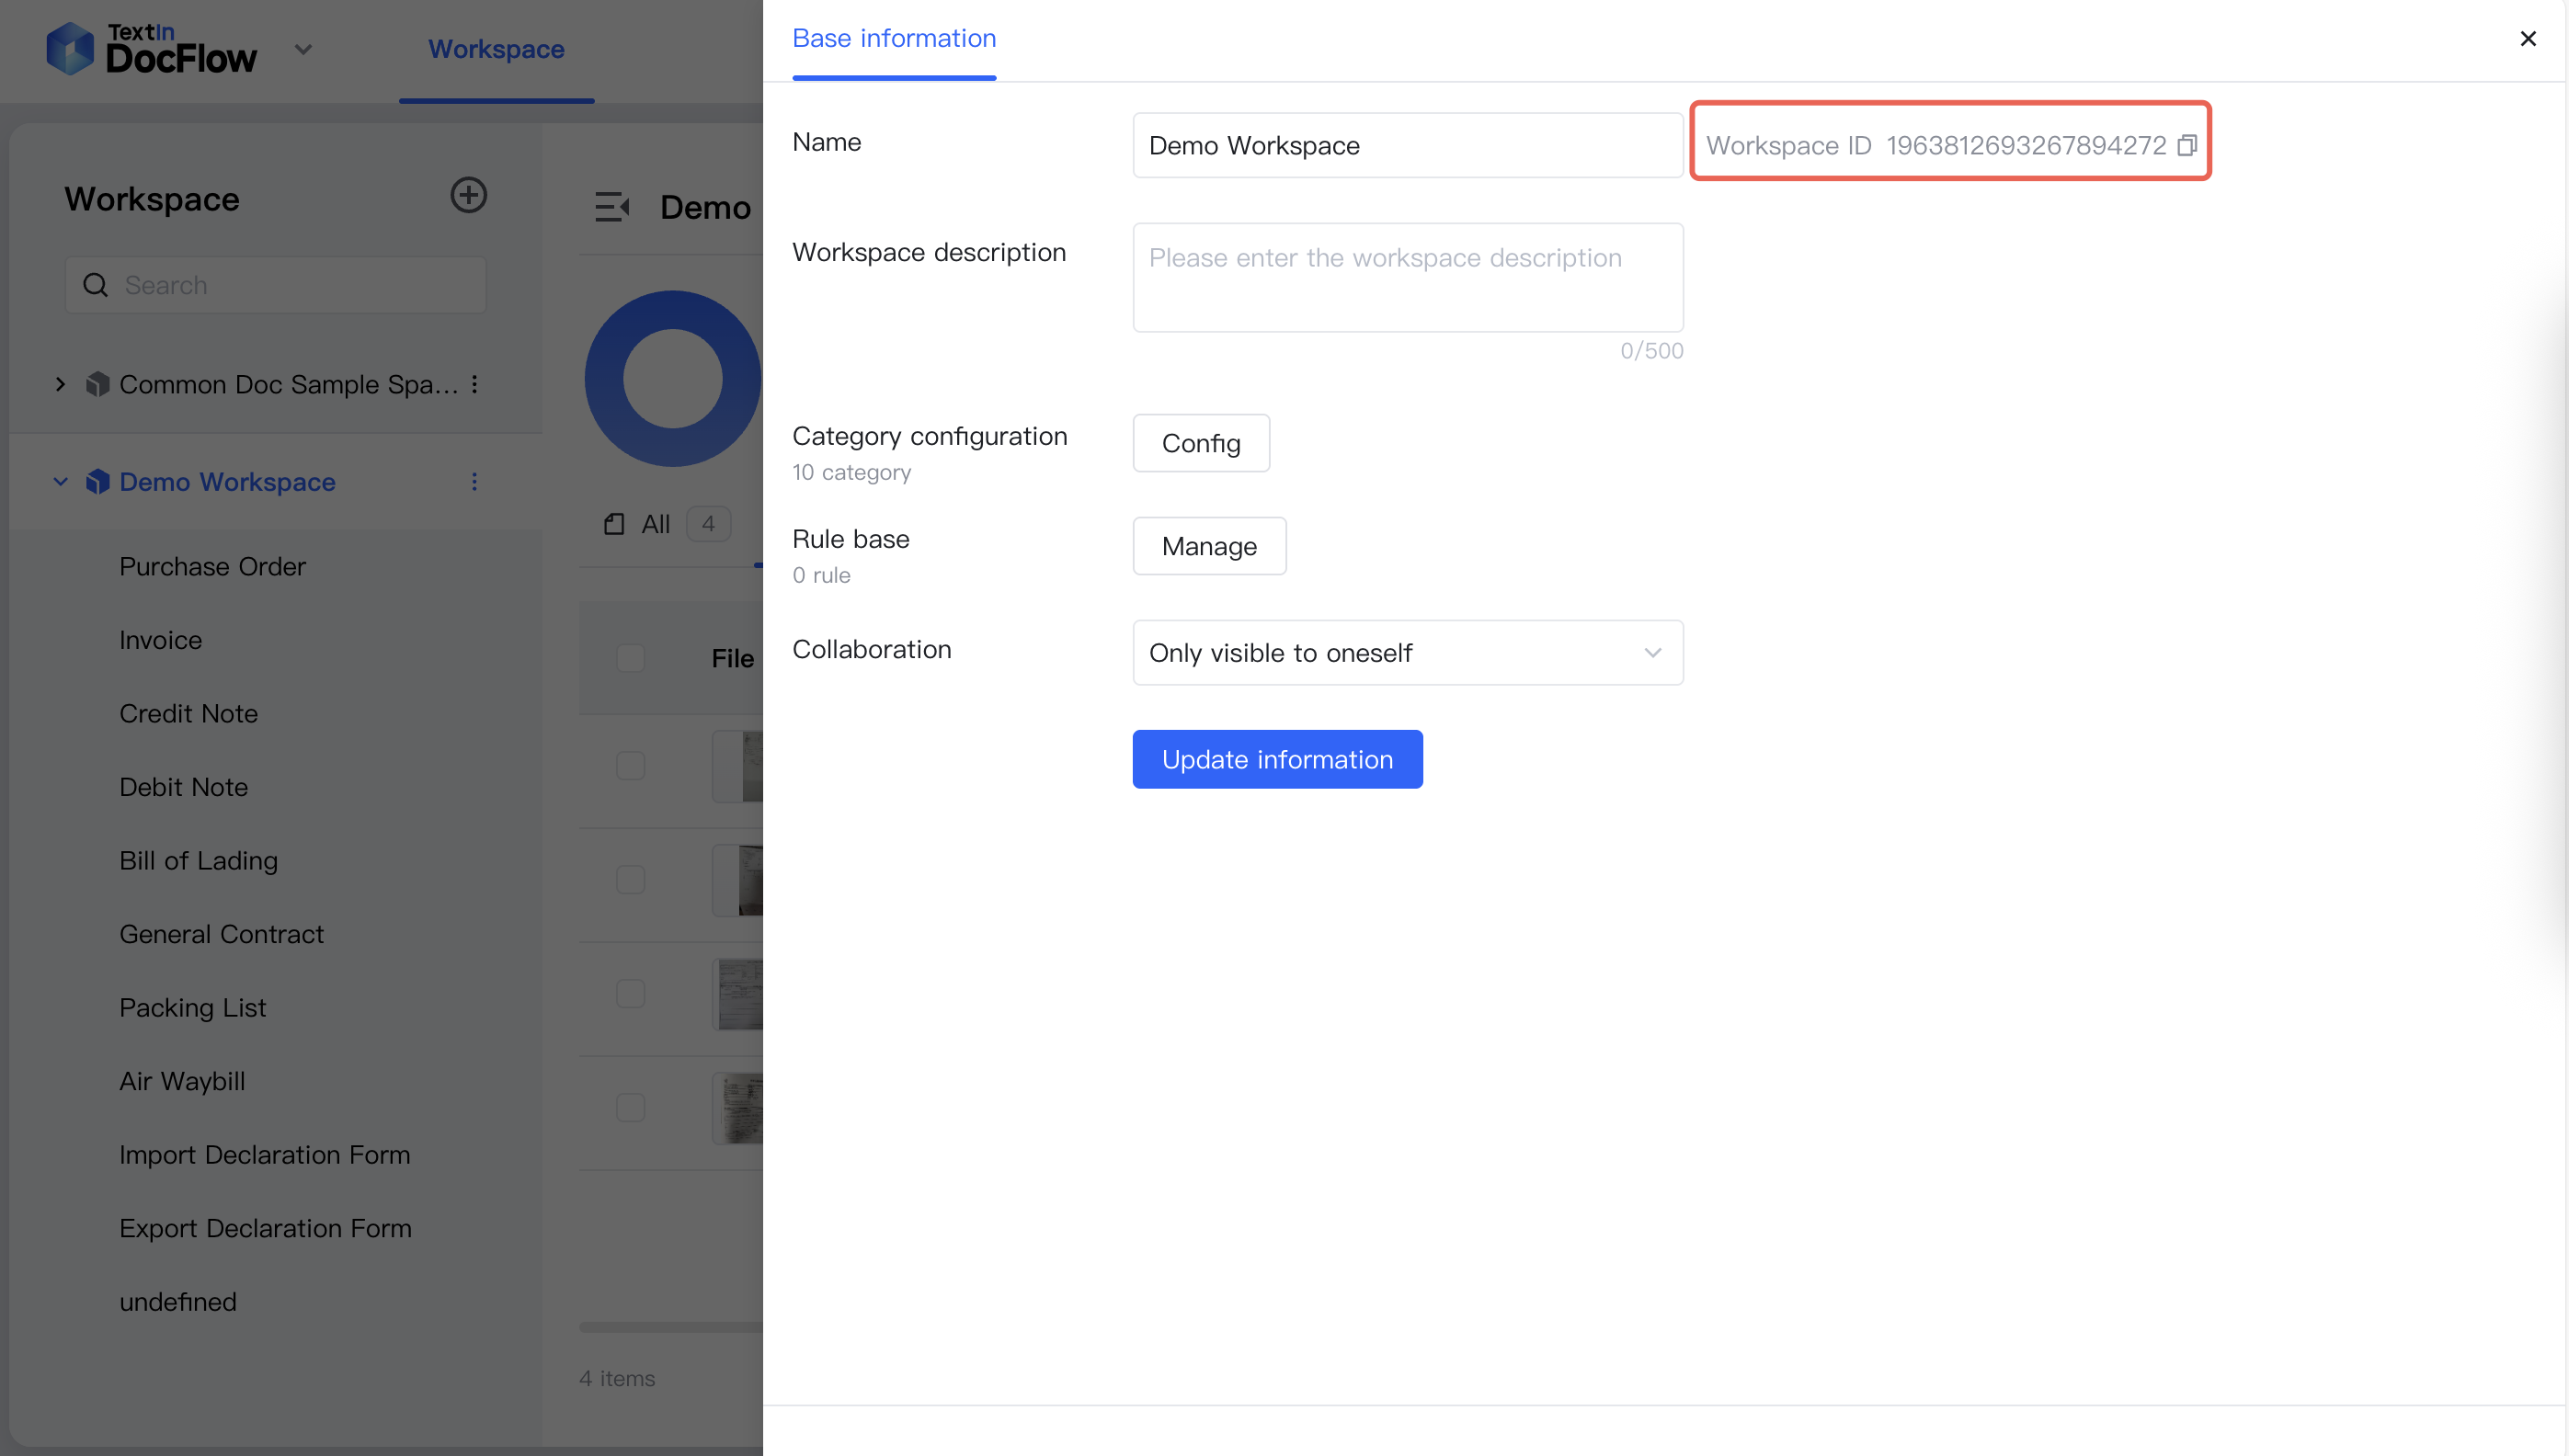 TextIn
DocFlow
Workspace
Workspace
Search
Common Doc Sample Spa...
Demo Workspace
Purchase Order
Invoice
Credit Note
Debit Note
Bill of Lading
General Contract
Packing List
Air Waybill
Import Declaration Form
Export Declaration Form
undefined
Demo
All 4
File
4 items
Base information
Name
Demo Workspace
Workspace ID 1963812693267894272
Workspace description
Please enter the workspace description
0/500
Category configuration
10 category
Config
Rule base
0 rule
Manage
Collaboration
Only visible to oneself
Update information